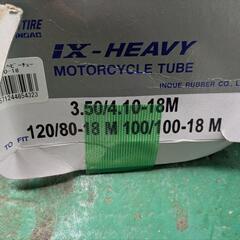 TIRE
IX-HEAVY
MOTORCYCLE TUBE
INOUE RUBBER CO., L
3.50/4.10-18M
120/80-18 M 100/100-18 M
TO FIT